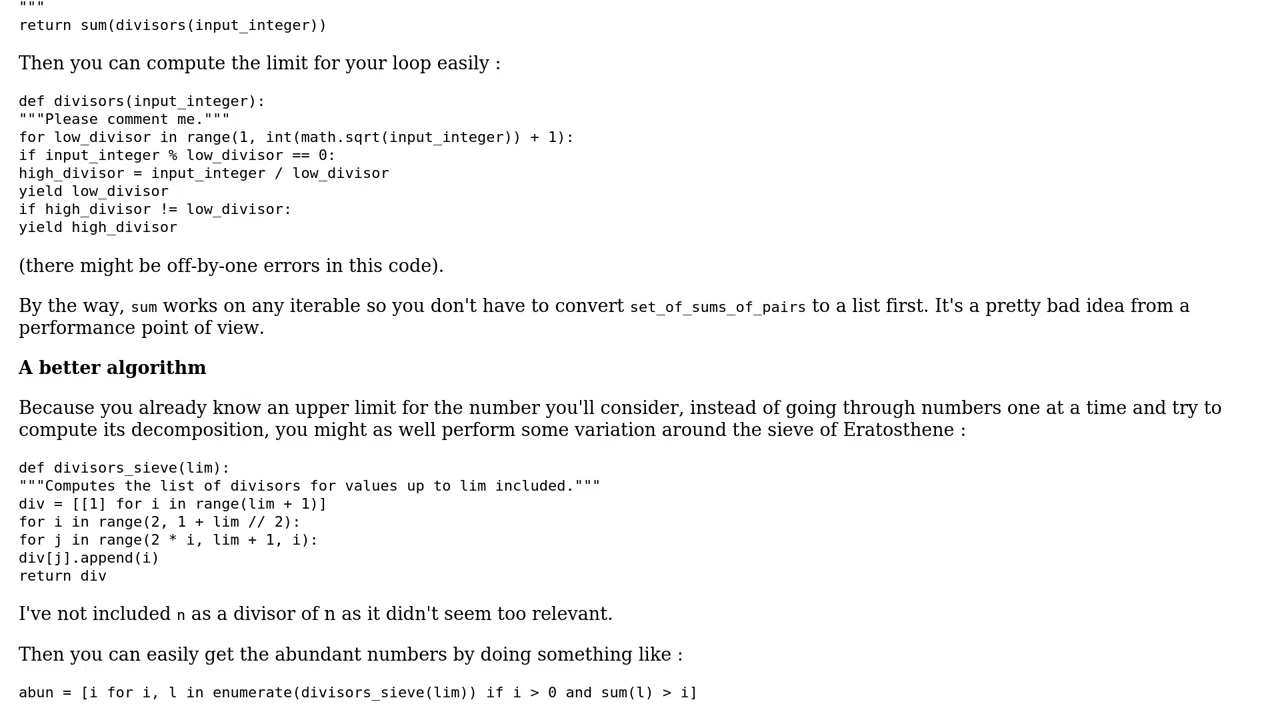 """
return sum(divisors(input_integer))
Then you can compute the limit for your loop easily :
def divisors(input_integer):
"""Please comment me."""
for low_divisor in range(1, int(math.sqrt(input_integer)) + 1):
if input_integer % low_divisor == 0:
high_divisor = input_integer / low_divisor
yield low_divisor
if high_divisor != low_divisor:
yield high_divisor
(there might be off-by-one errors in this code).
By the way, sum works on any iterable so you don't have to convert set_of_sums_of_pairs to a list first. It's a pretty bad idea from a
performance point of view.
A better algorithm
Because you already know an upper limit for the number you'll consider, instead of going through numbers one at a time and try to
compute its decomposition, you might as well perform some variation around the sieve of Eratosthene :
def divisors_sieve(lim):
"""Computes the list of divisors for values up to lim included."""
div = [[1] for i in range(lim + 1)]
for i in range(2, 1 + lim // 2):
for j in range(2 * i, lim + 1, i):
div[j].append(i)
return div
I've not included n as a divisor of n as it didn't seem too relevant.
Then you can easily get the abundant numbers by doing something like :
abun = [i for i, l in enumerate(divisors_sieve(lim)) if i > 0 and sum(l) > i]